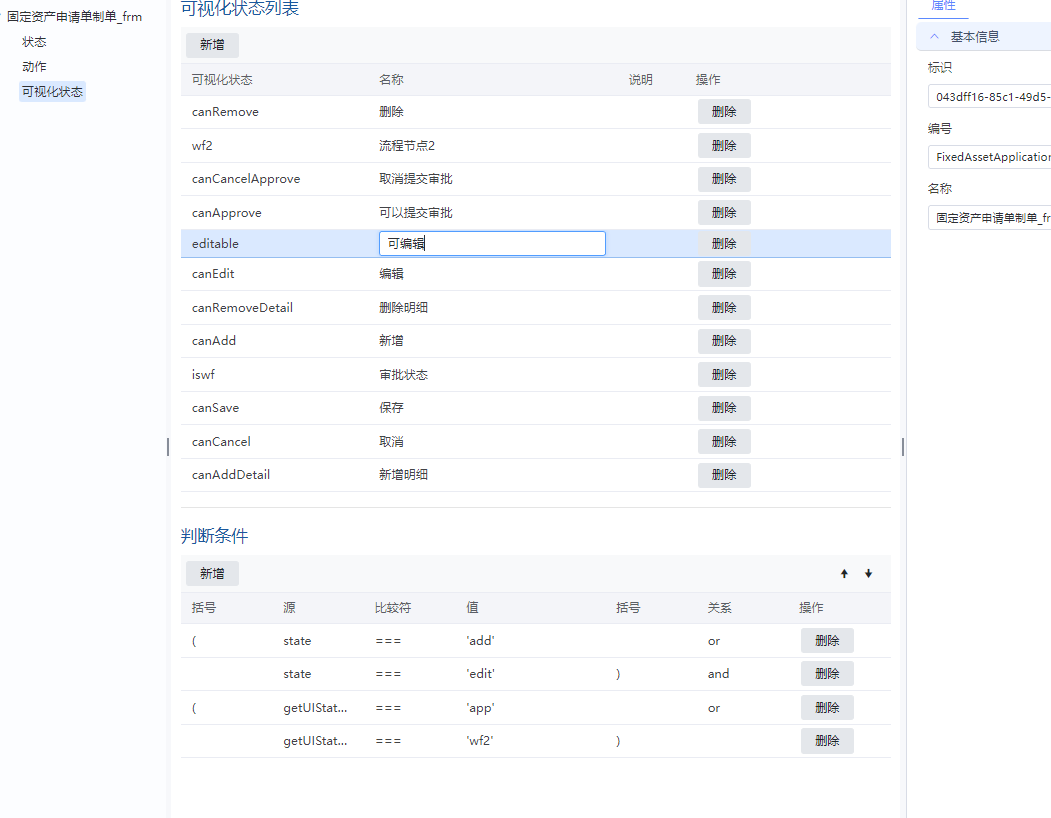 固定资产申请单制单_frm
状态
动作
可视化状态
可视化状态列表
新增
可视化状态 名称 说明 操作
canRemove 删除 删除
wf2 流程节点2 删除
canCancelApprove 取消提交审批 删除
canApprove 可以提交审批 删除
editable 可编辑 删除
canEdit 编辑 删除
canRemoveDetail 删除明细 删除
canAdd 新增 删除
iswf 审批状态 删除
canSave 保存 删除
canCancel 取消 删除
canAddDetail 新增明细 删除
判断条件
新增
括号 源 比较符 值 括号 关系 操作
( state === 'add' or 删除
state === 'edit' ) and 删除
( getUIStat... === 'app' or 删除
getUIStat... === 'wf2' ) 删除
属性
基本信息
标识
043dff16-85c1-49d5-
编号
FixedAssetApplication
名称
固定资产申请单制单_fr